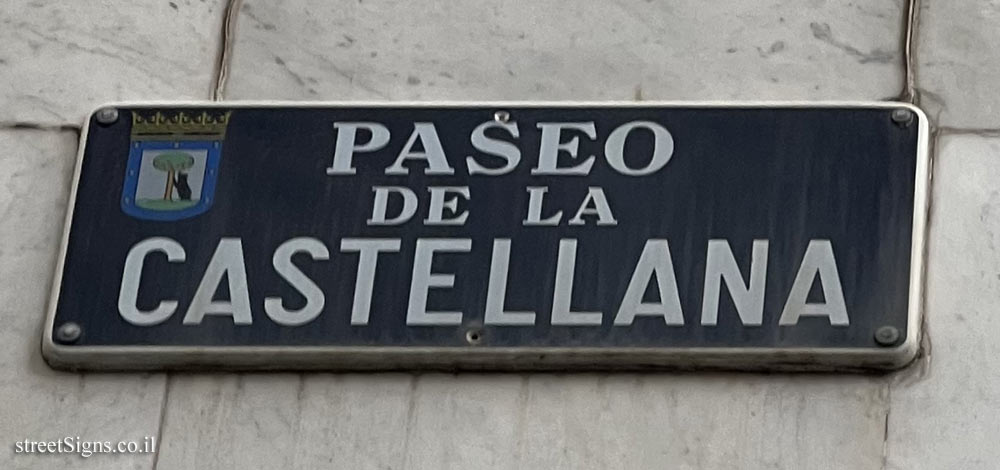 PASEO
DE LA
CASTELLANA
streetSigns.co.il